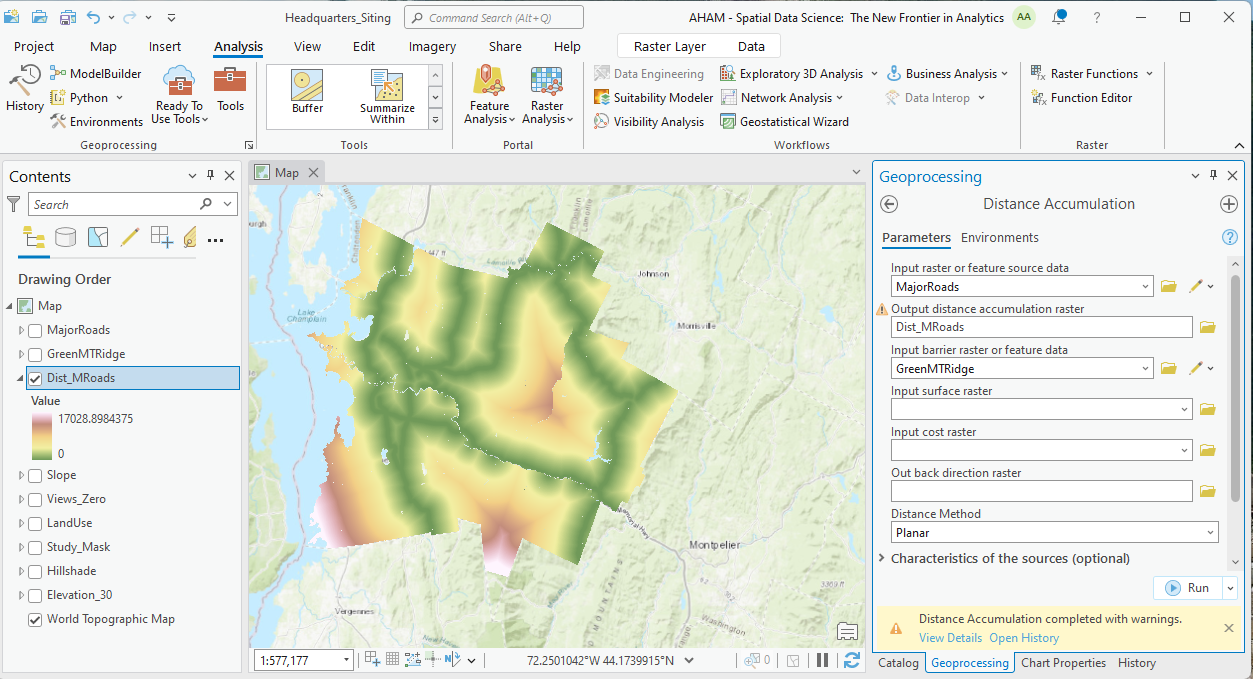 Headquarters_Siting
Command Search (Alt+Q)
AHAM - Spatial Data Science: The New Frontier in Analytics
AA
?
Project
Map
Insert
Analysis
View
Edit
Imagery
Share
Help
Raster Layer
Data
History
ModelBuilder
Python
Environments
Ready To
Use Tools
Tools
Geoprocessing
Buffer
Summarize
Within
Tools
Feature
Analysis
Raster
Analysis
Portal
Data Engineering
Suitability Modeler
Visibility Analysis
Exploratory 3D Analysis
Network Analysis
Geostatistical Wizard
Business Analysis
Data Interop
Workflows
Raster Functions
Function Editor
Raster
Contents
Search
Drawing Order
Map
MajorRoads
GreenMTRidge
Dist_MRoads
Value
17028.8984375
0
Slope
Views_Zero
LandUse
Study_Mask
Hillshade
Elevation_30
World Topographic Map
Map
Lake
Champlain
Johnson
Morrisville
Montpelier
Vergennes
Washington
3369 ft
1:577,177
72.2501042°W 44.1739915°N
0
Geoprocessing
Distance Accumulation
Parameters
Environments
?
Input raster or feature source data
MajorRoads
Output distance accumulation raster
Dist_MRoads
Input barrier raster or feature data
GreenMTRidge
Input surface raster
Input cost raster
Out back direction raster
Distance Method
Planar
Characteristics of the sources (optional)
Run
Distance Accumulation completed with warnings.
View Details Open History
Catalog
Geoprocessing
Chart Properties
History